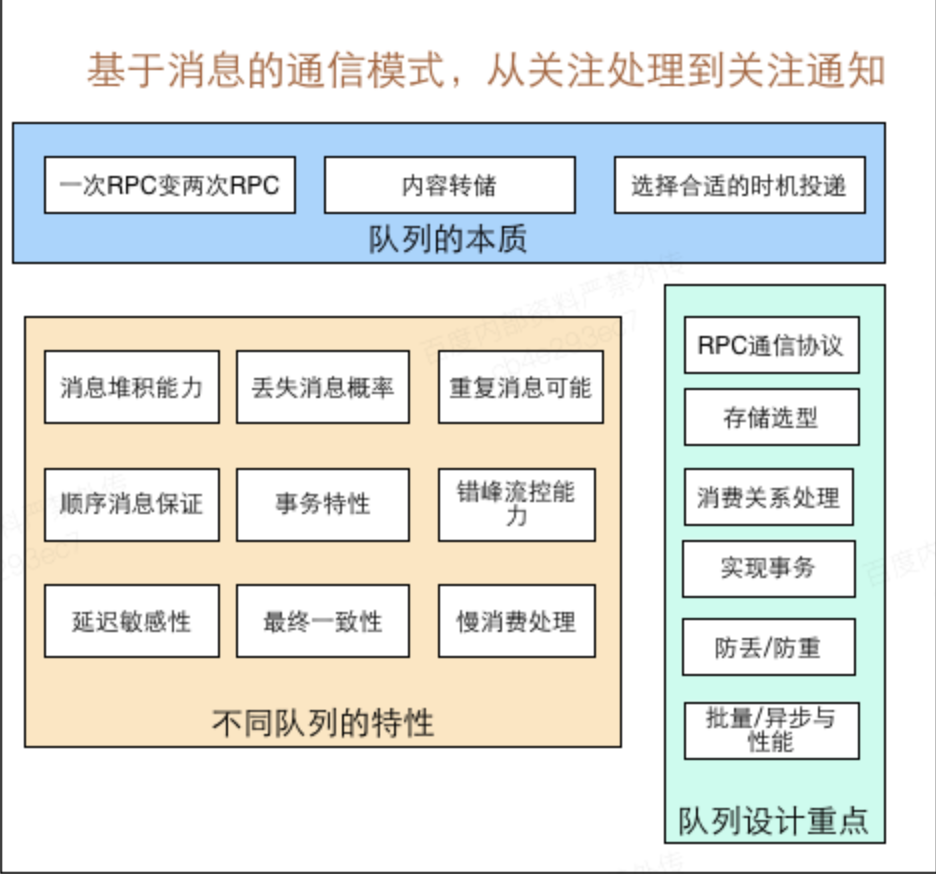 基于消息的通信模式，从关注处理到关注通知
一次RPC变两次RPC
内容转储
选择合适的时机投递
队列的本质
消息堆积能力
丢失消息概率
重复消息可能
顺序消息保证
事务特性
错峰流控能
力
延迟敏感性
最终一致性
慢消费处理
不同队列的特性
RPC通信协议
存储选型
消费关系处理
实现事务
防丢/防重
批量/异步与
性能
队列设计重点
百度内部资料严禁外传